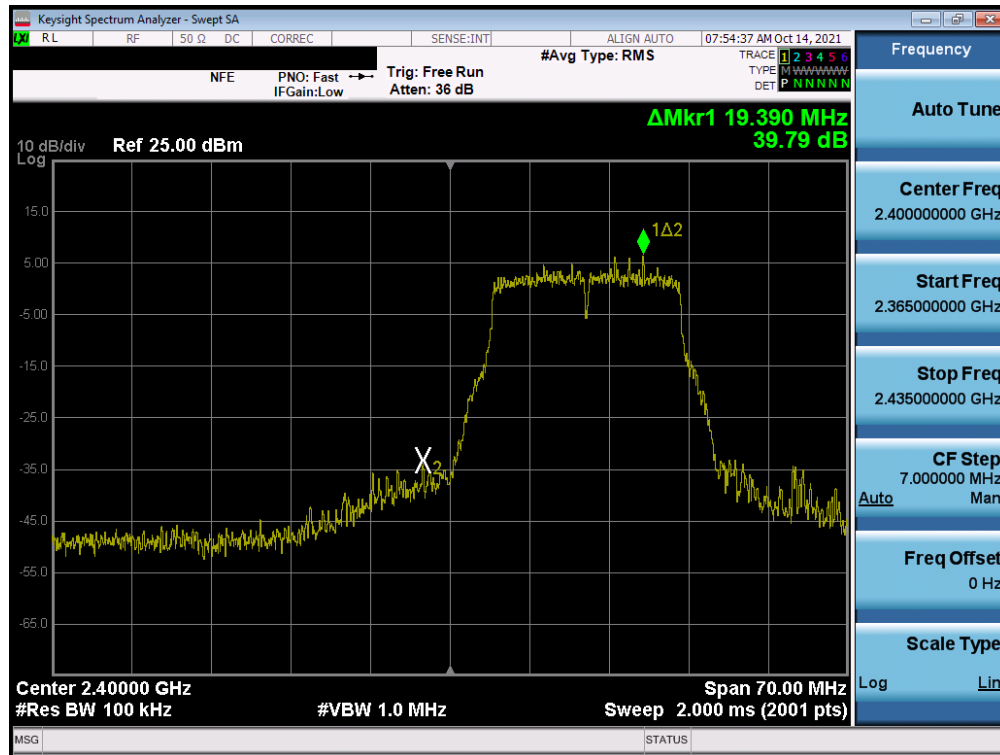 Keysight Spectrum Analyzer - Swept SA
LXI RL RF 50 Ω DC CORREC SENSE:INT ALIGN AUTO 07:54:37 AM Oct 14, 2021
NFE PNO: Fast Trig: Free Run #Avg Type: RMS TRACE 1 2 3 4 5 6
IFGain:Low Atten: 36 dB TYPE M WWWWW
DET P N N N N N
ΔMkr1 19.390 MHz
39.79 dB
10 dB/div Ref 25.00 dBm
Log
15.0
1Δ2
5.00
-5.00
-15.0
-25.0
-35.0
X2
-45.0
-55.0
-65.0
Center 2.40000 GHz Span 70.00 MHz
#Res BW 100 kHz #VBW 1.0 MHz Sweep 2.000 ms (2001 pts)
MSG STATUS
Frequency
Auto Tune
Center Freq
2.400000000 GHz
Start Freq
2.365000000 GHz
Stop Freq
2.435000000 GHz
CF Step
7.000000 MHz
Auto Man
Freq Offset
0 Hz
Scale Type
Log Lin